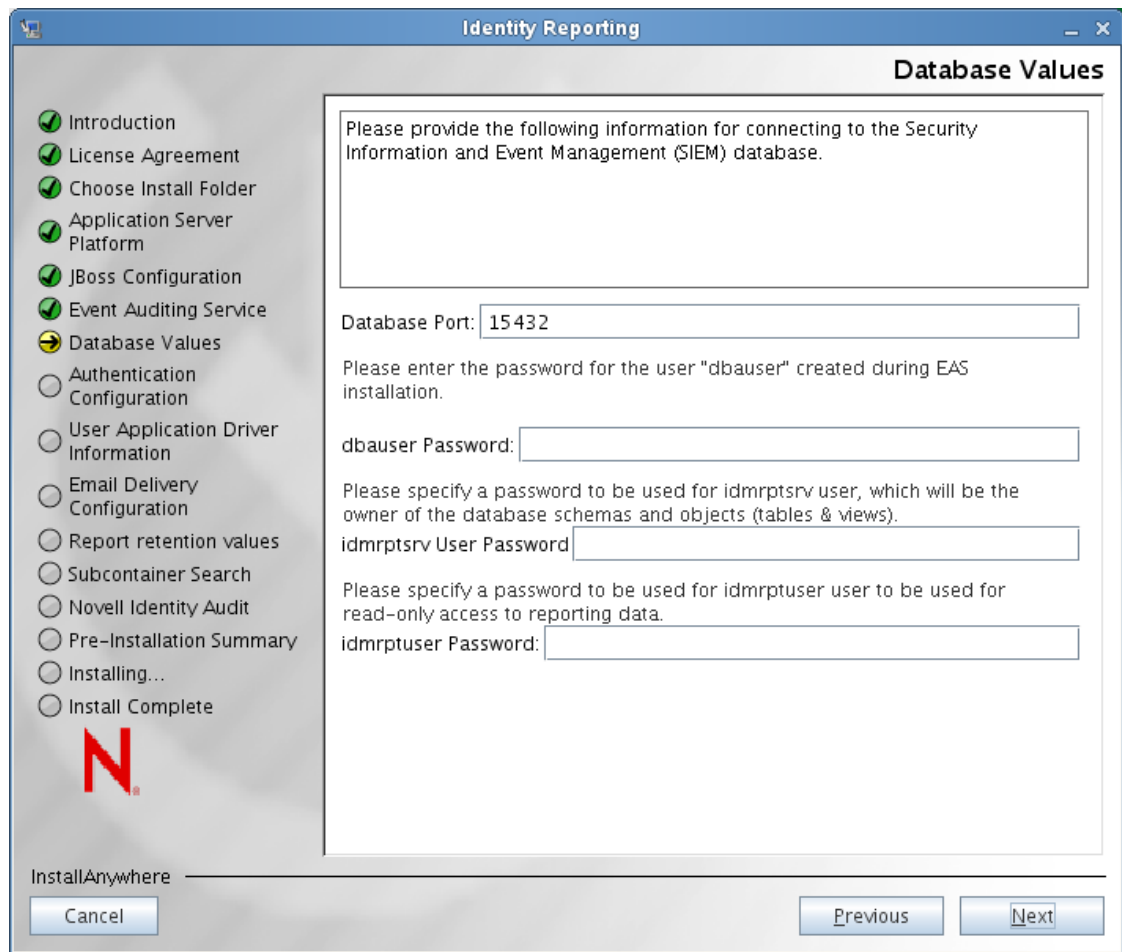 Identity Reporting
Database Values
Introduction
License Agreement
Choose Install Folder
Application Server
Platform
JBoss Configuration
Event Auditing Service
Database Values
Authentication
Configuration
User Application Driver
Information
Email Delivery
Configuration
Report retention values
Subcontainer Search
Novell Identity Audit
Pre-Installation Summary
Installing...
Install Complete
N
Please provide the following information for connecting to the Security
Information and Event Management (SIEM) database.
Database Port: 15432
Please enter the password for the user "dbauser" created during EAS
installation.
dbauser Password:
Please specify a password to be used for idmrptsrv user, which will be the
owner of the database schemas and objects (tables & views).
idmrptsrv User Password
Please specify a password to be used for idmrptuser user to be used for
read-only access to reporting data.
idmrptuser Password:
InstallAnywhere
Cancel
Previous
Next